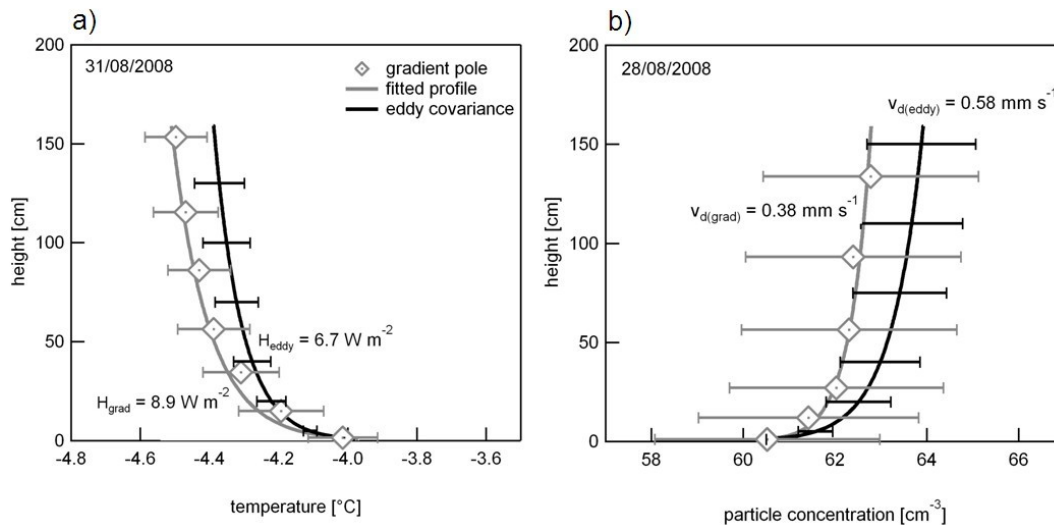 a)
31/08/2008
gradient pole
fitted profile
eddy covariance
H_eddy = 6.7 W m⁻²
H_grad = 8.9 W m⁻²
height [cm]
200
150
100
50
0
-4.8
-4.6
-4.4
-4.2
-4.0
-3.8
-3.6
temperature [°C]
b)
28/08/2008
v_d(eddy) = 0.58 mm s⁻¹
v_d(grad) = 0.38 mm s⁻¹
height [cm]
200
150
100
50
0
58
60
62
64
66
particle concentration [cm⁻³]